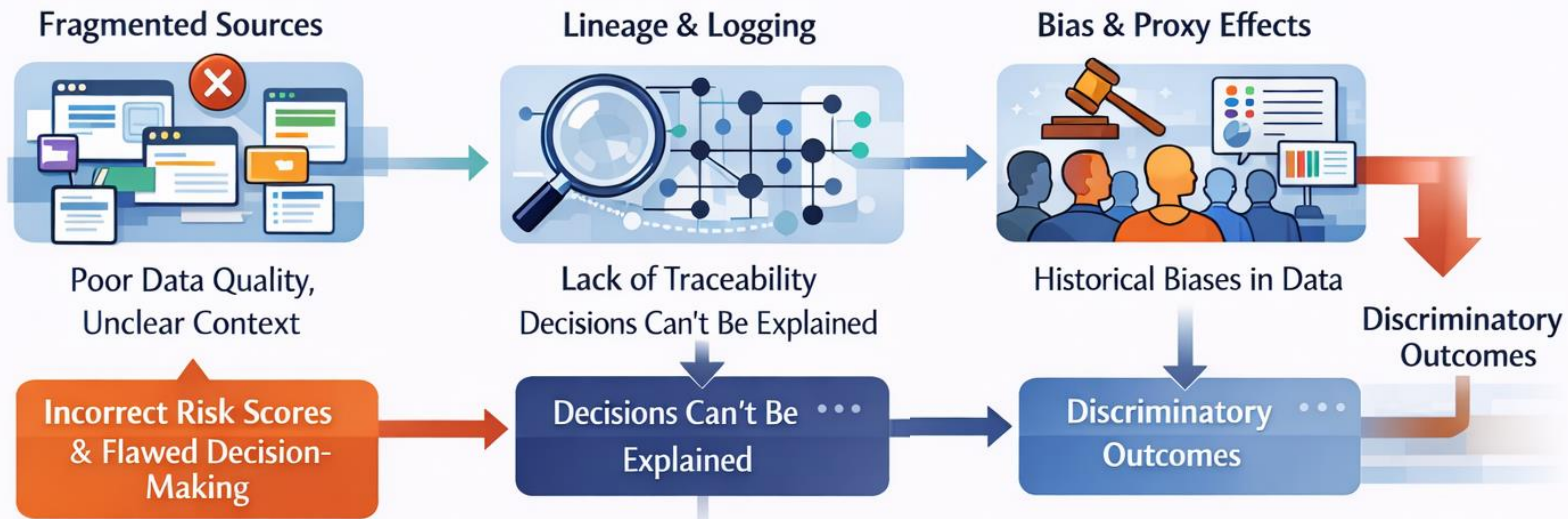 Fragmented Sources
Lineage & Logging
Bias & Proxy Effects
Poor Data Quality,
Unclear Context
Lack of Traceability
Decisions Can't Be Explained
Historical Biases in Data
Discriminatory
Outcomes
Incorrect Risk Scores
& Flawed Decision-
Making
Decisions Can't Be
Explained
Discriminatory
Outcomes